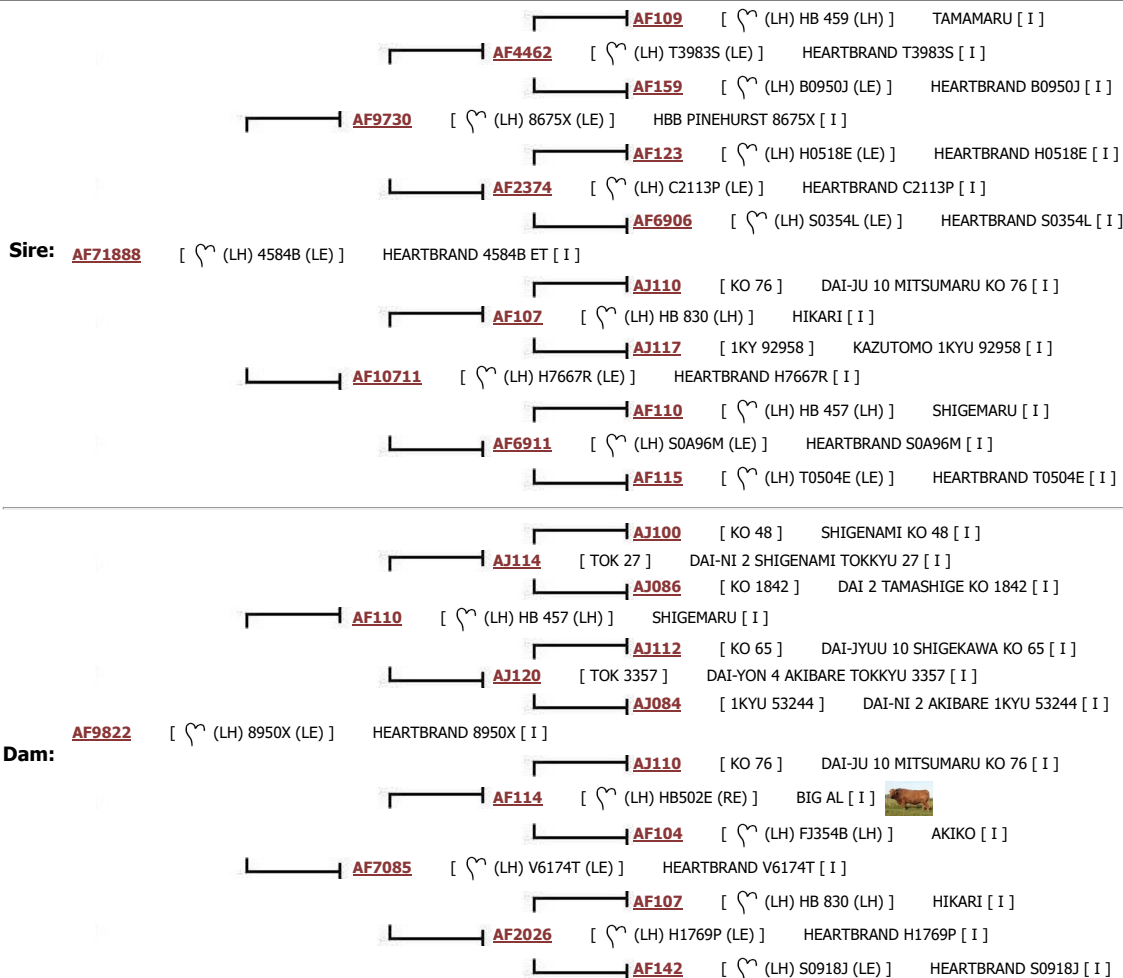 AF109 [ (LH) HB 459 (LH) ] TAMAMARU [ I ]
AF4462 [ (LH) T3983S (LE) ] HEARTBRAND T3983S [ I ]
AF159 [ (LH) B0950J (LE) ] HEARTBRAND B0950J [ I ]
AF9730 [ (LH) 8675X (LE) ] HBB PINEHURST 8675X [ I ]
AF123 [ (LH) H0518E (LE) ] HEARTBRAND H0518E [ I ]
AF2374 [ (LH) C2113P (LE) ] HEARTBRAND C2113P [ I ]
AF6906 [ (LH) S0354L (LE) ] HEARTBRAND S0354L [ I ]
Sire: AF71888 [ (LH) 4584B (LE) ] HEARTBRAND 4584B ET [ I ]
AJ110 [ KO 76 ] DAI-JU 10 MITSUMARU KO 76 [ I ]
AF107 [ (LH) HB 830 (LH) ] HIKARI [ I ]
AJ117 [ 1KY 92958 ] KAZUTOMO 1KYU 92958 [ I ]
AF10711 [ (LH) H7667R (LE) ] HEARTBRAND H7667R [ I ]
AF110 [ (LH) HB 457 (LH) ] SHIGEMARU [ I ]
AF6911 [ (LH) S0A96M (LE) ] HEARTBRAND S0A96M [ I ]
AF115 [ (LH) T0504E (LE) ] HEARTBRAND T0504E [ I ]
AJ100 [ KO 48 ] SHIGENAMI KO 48 [ I ]
AJ114 [ TOK 27 ] DAI-NI 2 SHIGENAMI TOKKYU 27 [ I ]
AJ086 [ KO 1842 ] DAI 2 TAMASHIGE KO 1842 [ I ]
AF110 [ (LH) HB 457 (LH) ] SHIGEMARU [ I ]
AJ112 [ KO 65 ] DAI-JYUU 10 SHIGEKAWA KO 65 [ I ]
AJ120 [ TOK 3357 ] DAI-YON 4 AKIBARE TOKKYU 3357 [ I ]
AJ084 [ 1KYU 53244 ] DAI-NI 2 AKIBARE 1KYU 53244 [ I ]
AF9822 [ (LH) 8950X (LE) ] HEARTBRAND 8950X [ I ]
Dam:
AJ110 [ KO 76 ] DAI-JU 10 MITSUMARU KO 76 [ I ]
AF114 [ (LH) HB502E (RE) ] BIG AL [ I ]
AF104 [ (LH) FJ354B (LH) ] AKIKO [ I ]
AF7085 [ (LH) V6174T (LE) ] HEARTBRAND V6174T [ I ]
AF107 [ (LH) HB 830 (LH) ] HIKARI [ I ]
AF2026 [ (LH) H1769P (LE) ] HEARTBRAND H1769P [ I ]
AF142 [ (LH) S0918J (LE) ] HEARTBRAND S0918J [ I ]